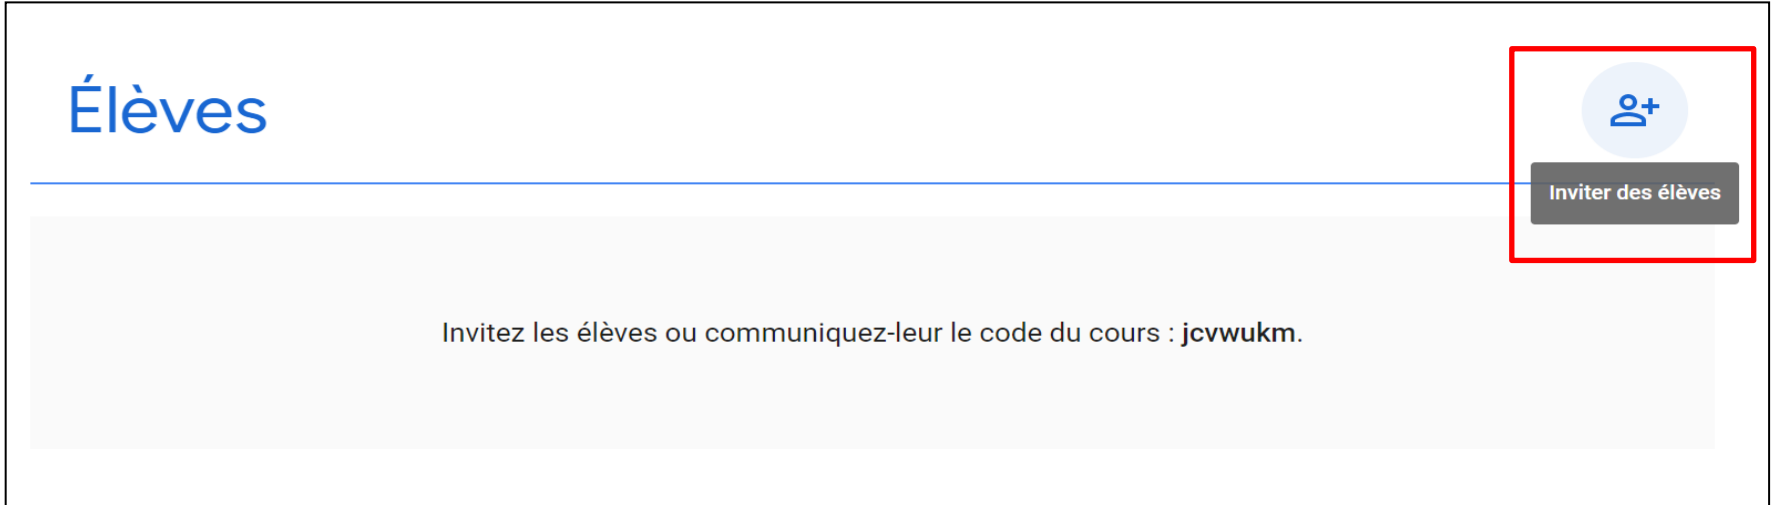 Élèves
Inviter des élèves
Invitez les élèves ou communiquez-leur le code du cours : jcvwukm.